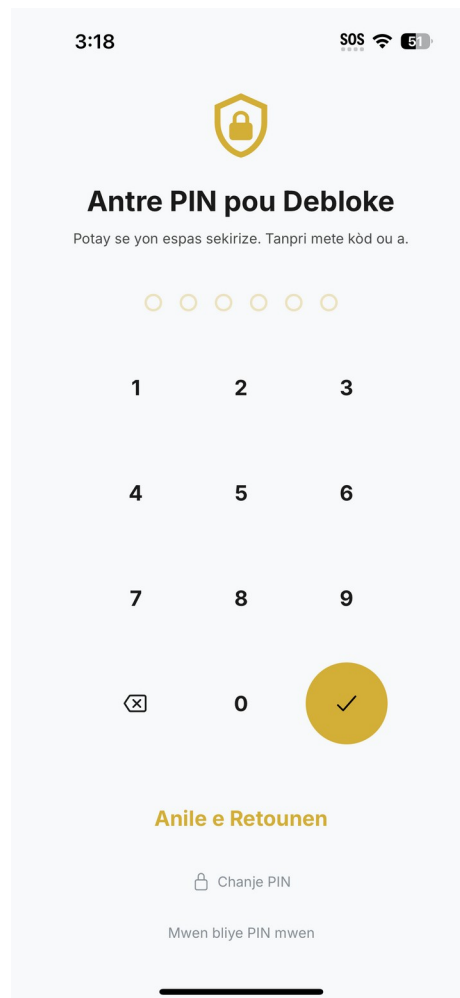 3:18 SOS 51
Antre PIN pou Debloke
Potay se yon espas sekirize. Tanpri mete kòd ou a.
1 2 3
4 5 6
7 8 9
0
Anile e Retounen
Chanje PIN
Mwen bliye PIN mwen